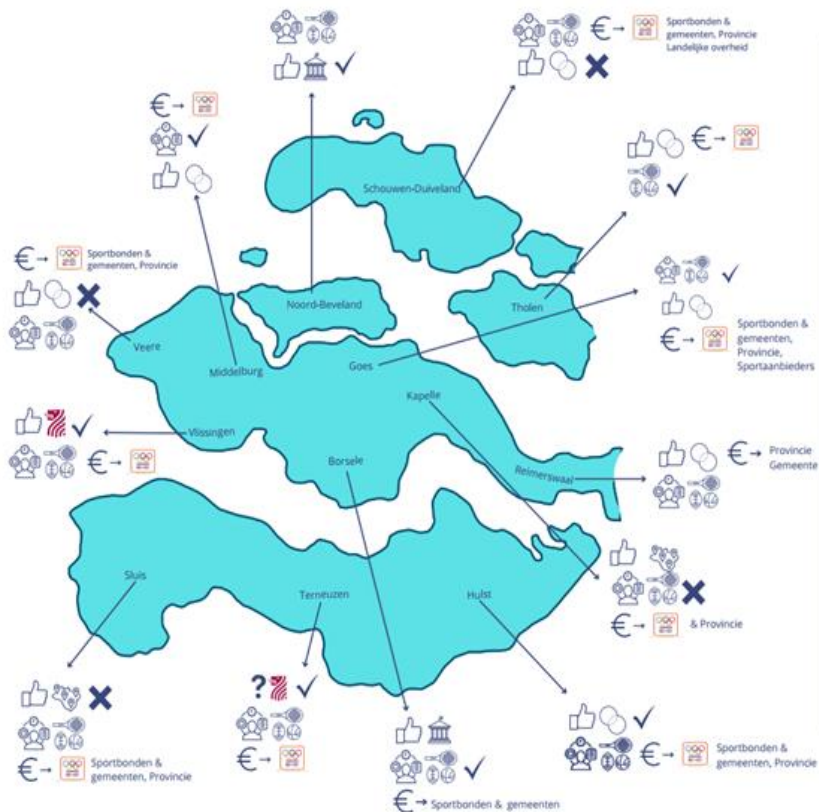 Sportbonden &
gemeenten, Provincie
Landelijke overheid
Schouwen-Duiveland
Sportbonden &
gemeenten, Provincie
Noord-Beveland
Tholen
Veere
Middelburg
Goes
Sportbonden &
gemeenten,
Provincie,
Sportaanbieders
Kapelle
Vlissingen
Borsele
Reimerswaal
Provincie
Gemeente
Sluis
Terneuzen
Hulst
& Provincie
?
Sportbonden &
gemeenten, Provincie
Sportbonden &
gemeenten, Provincie
Sportbonden & gemeenten